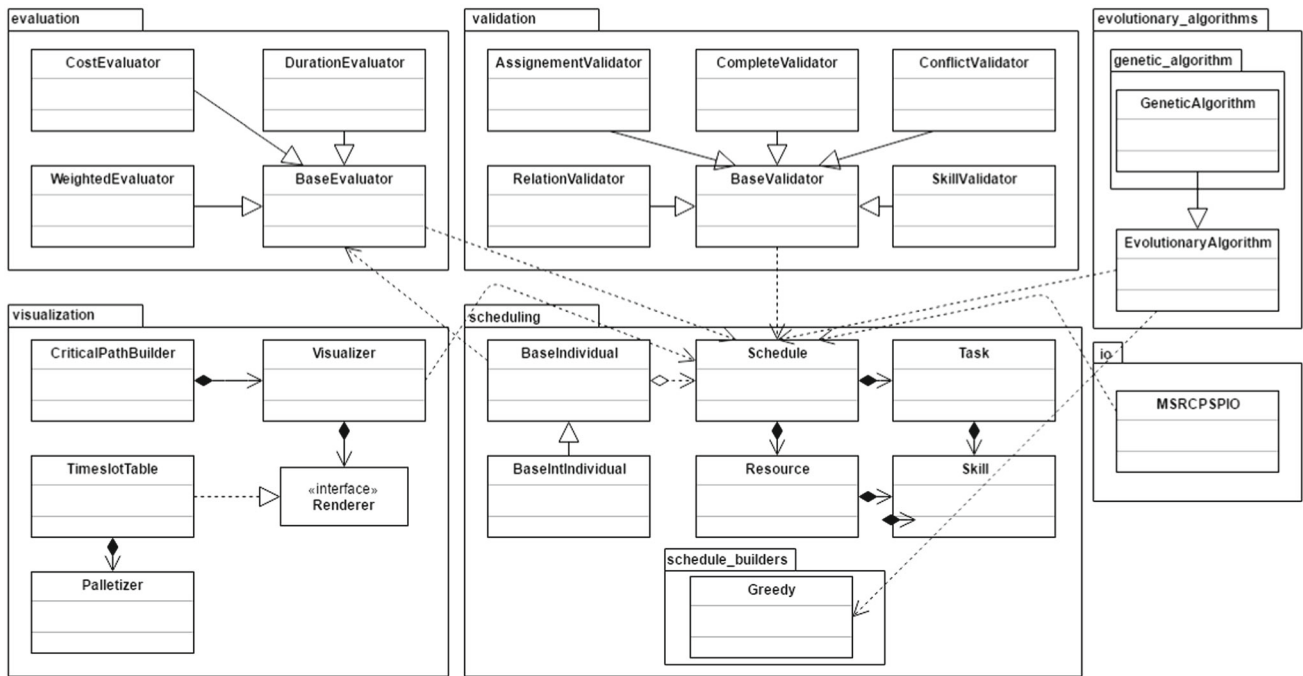 evaluation
CostEvaluator
DurationEvaluator
WeightedEvaluator
BaseEvaluator
validation
AssignementValidator
CompleteValidator
ConflictValidator
RelationValidator
BaseValidator
SkillValidator
evolutionary_algorithms
genetic_algorithm
GeneticAlgorithm
EvolutionaryAlgorithm
visualization
CriticalPathBuilder
Visualizer
TimeslotTable
«interface»
Renderer
Palletizer
scheduling
BaseIndividual
Schedule
Task
BaseIntIndividual
Resource
Skill
schedule_builders
Greedy
io
MSRCPSPIO